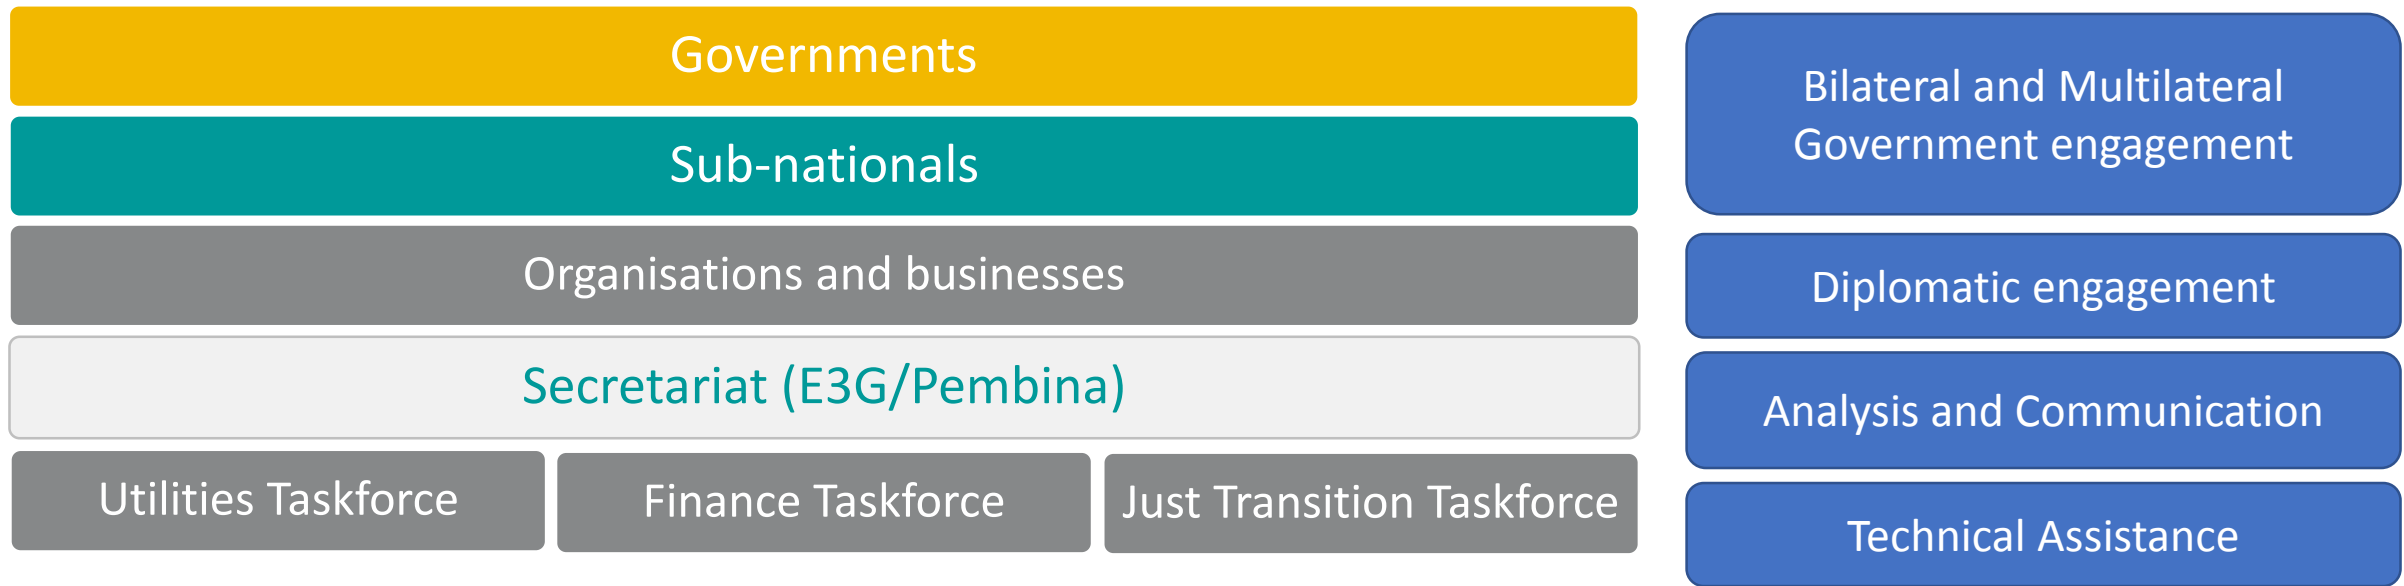 Governments
Sub-nationals
Organisations and businesses
Secretariat (E3G/Pembina)
Utilities Taskforce
Finance Taskforce
Just Transition Taskforce
Bilateral and Multilateral
Government engagement
Diplomatic engagement
Analysis and Communication
Technical Assistance